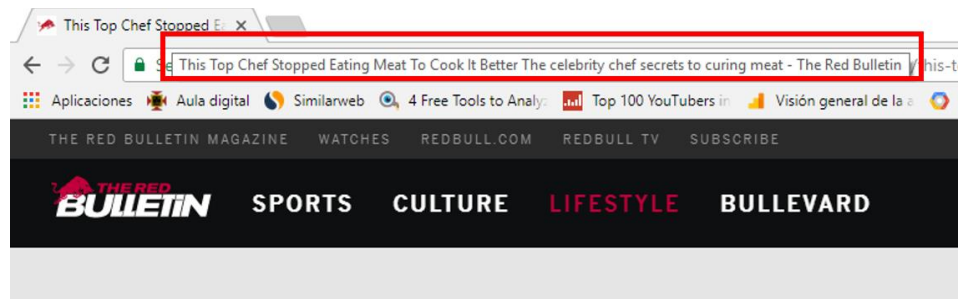 This Top Chef Stopped Ea
Se This Top Chef Stopped Eating Meat To Cook It Better The celebrity chef secrets to curing meat - The Red Bulletin /this-t
Aplicaciones Aula digital Similarweb 4 Free Tools to Analy Top 100 YouTubers in Visión general de la a
THE RED BULLETIN MAGAZINE WATCHES REDBULL.COM REDBULL TV SUBSCRIBE
THE RED
BULLETIN SPORTS CULTURE LIFESTYLE BULLEVARD